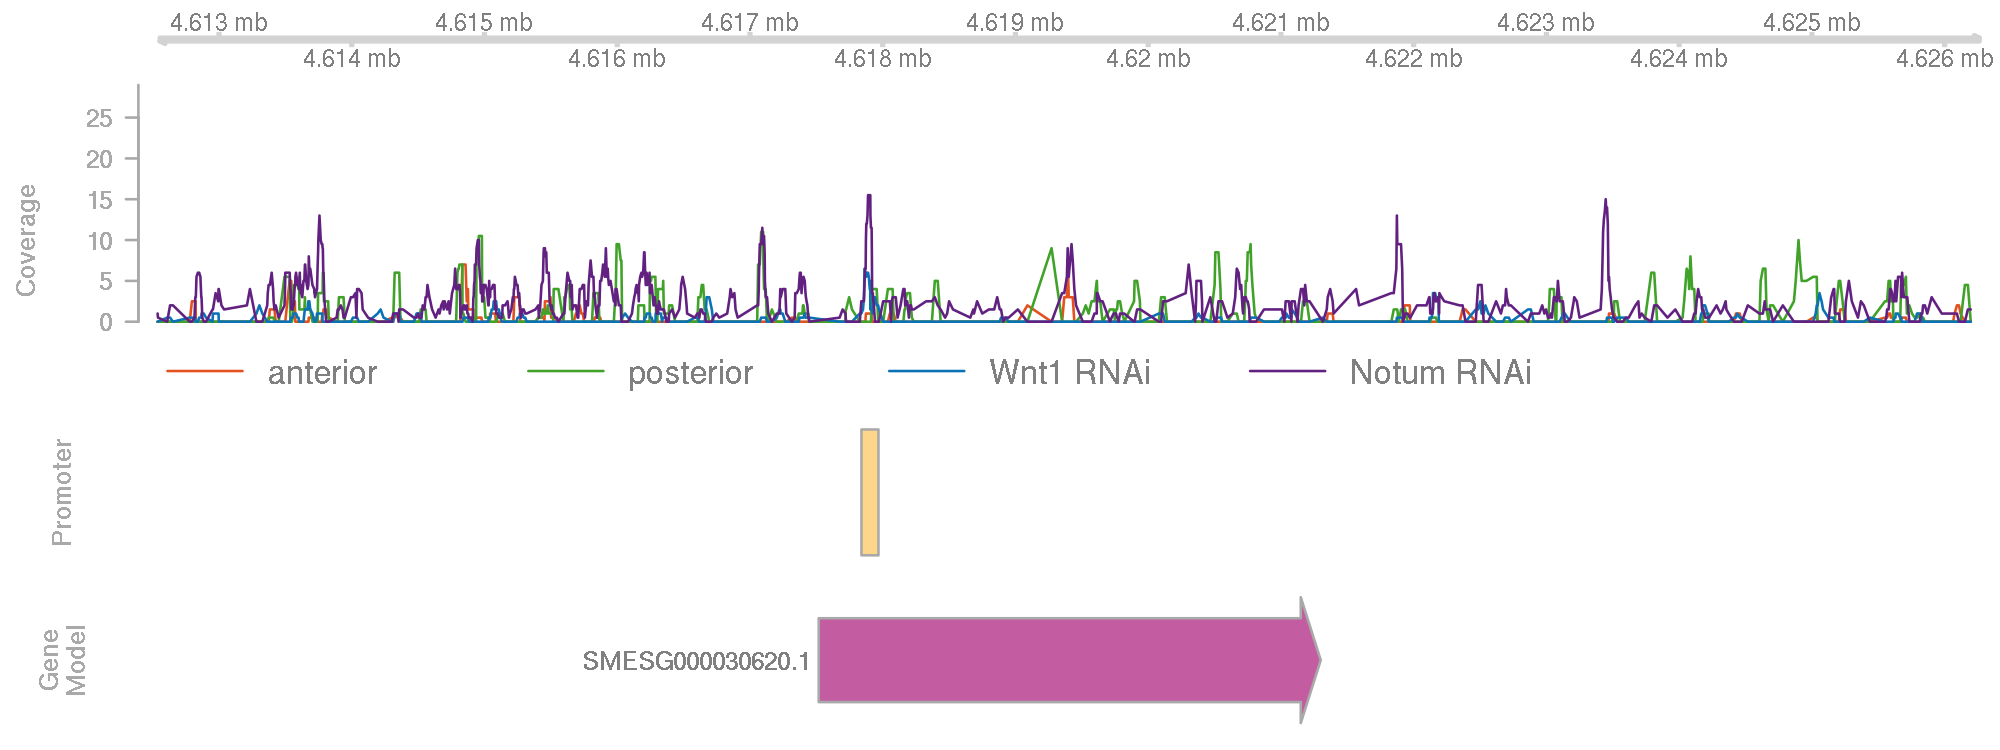 4.613 mb 4.615 mb 4.617 mb 4.619 mb 4.621 mb 4.623 mb 4.625 mb
4.614 mb 4.616 mb 4.618 mb 4.62 mb 4.622 mb 4.624 mb 4.626 mb
Coverage
25
20
15
10
5
0
anterior posterior Wnt1 RNAi Notum RNAi
Promoter
Gene
Model
SMESG000030620.1